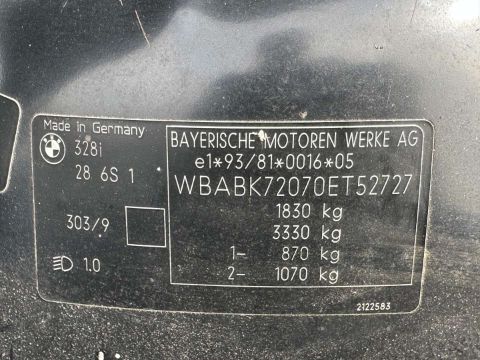 Made in Germany
BMW
328i
28 6S 1
303/9
1.0
BAYERISCHE MOTOREN WERKE AG
e1*93/81*0016*05
WBABK72070ET52727
1830 kg
3330 kg
1- 870 kg
2- 1070 kg
2122583